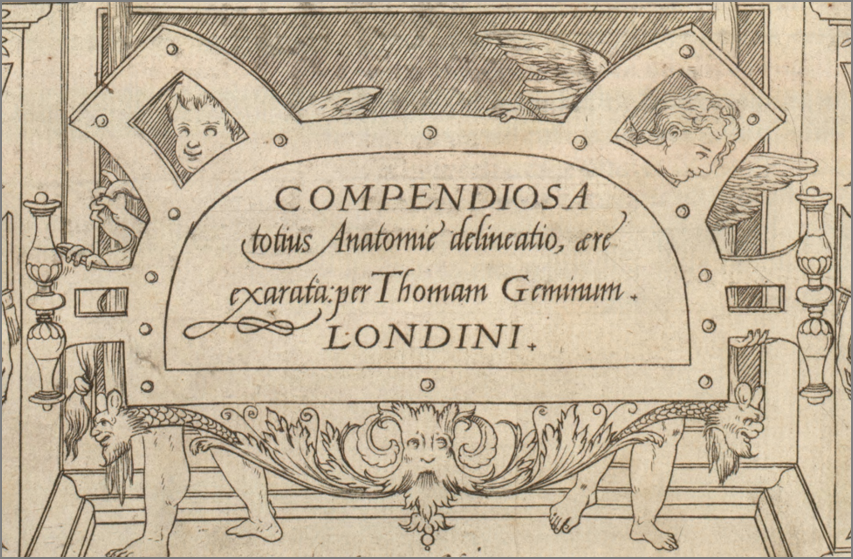 COMPENDIOSA
totius Anatomie delineatio, ære
exarata: per Thomam Geminum.
LONDINI.